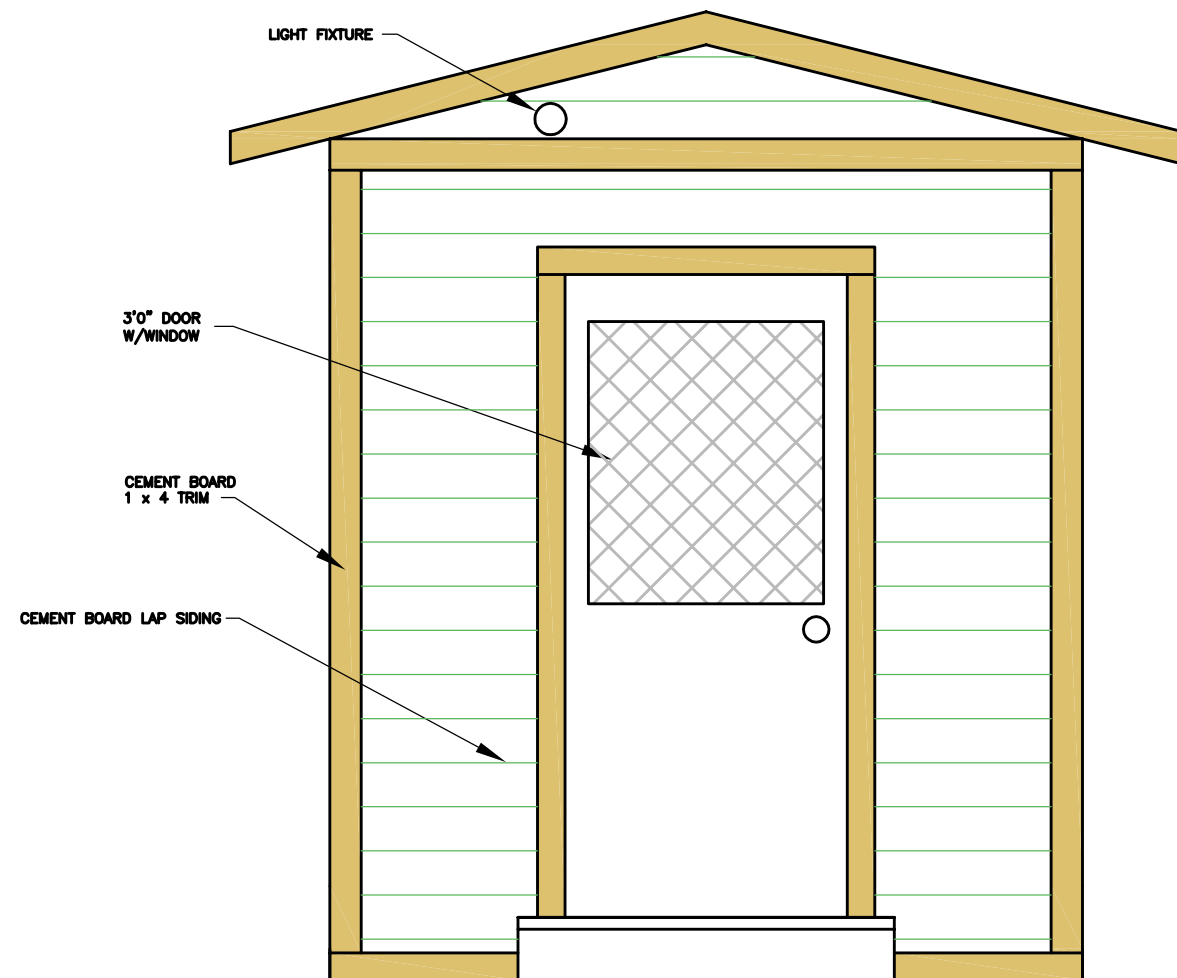 LIGHT FIXTURE
3'0" DOOR
W/WINDOW
CEMENT BOARD
1 x 4 TRIM
CEMENT BOARD LAP SIDING